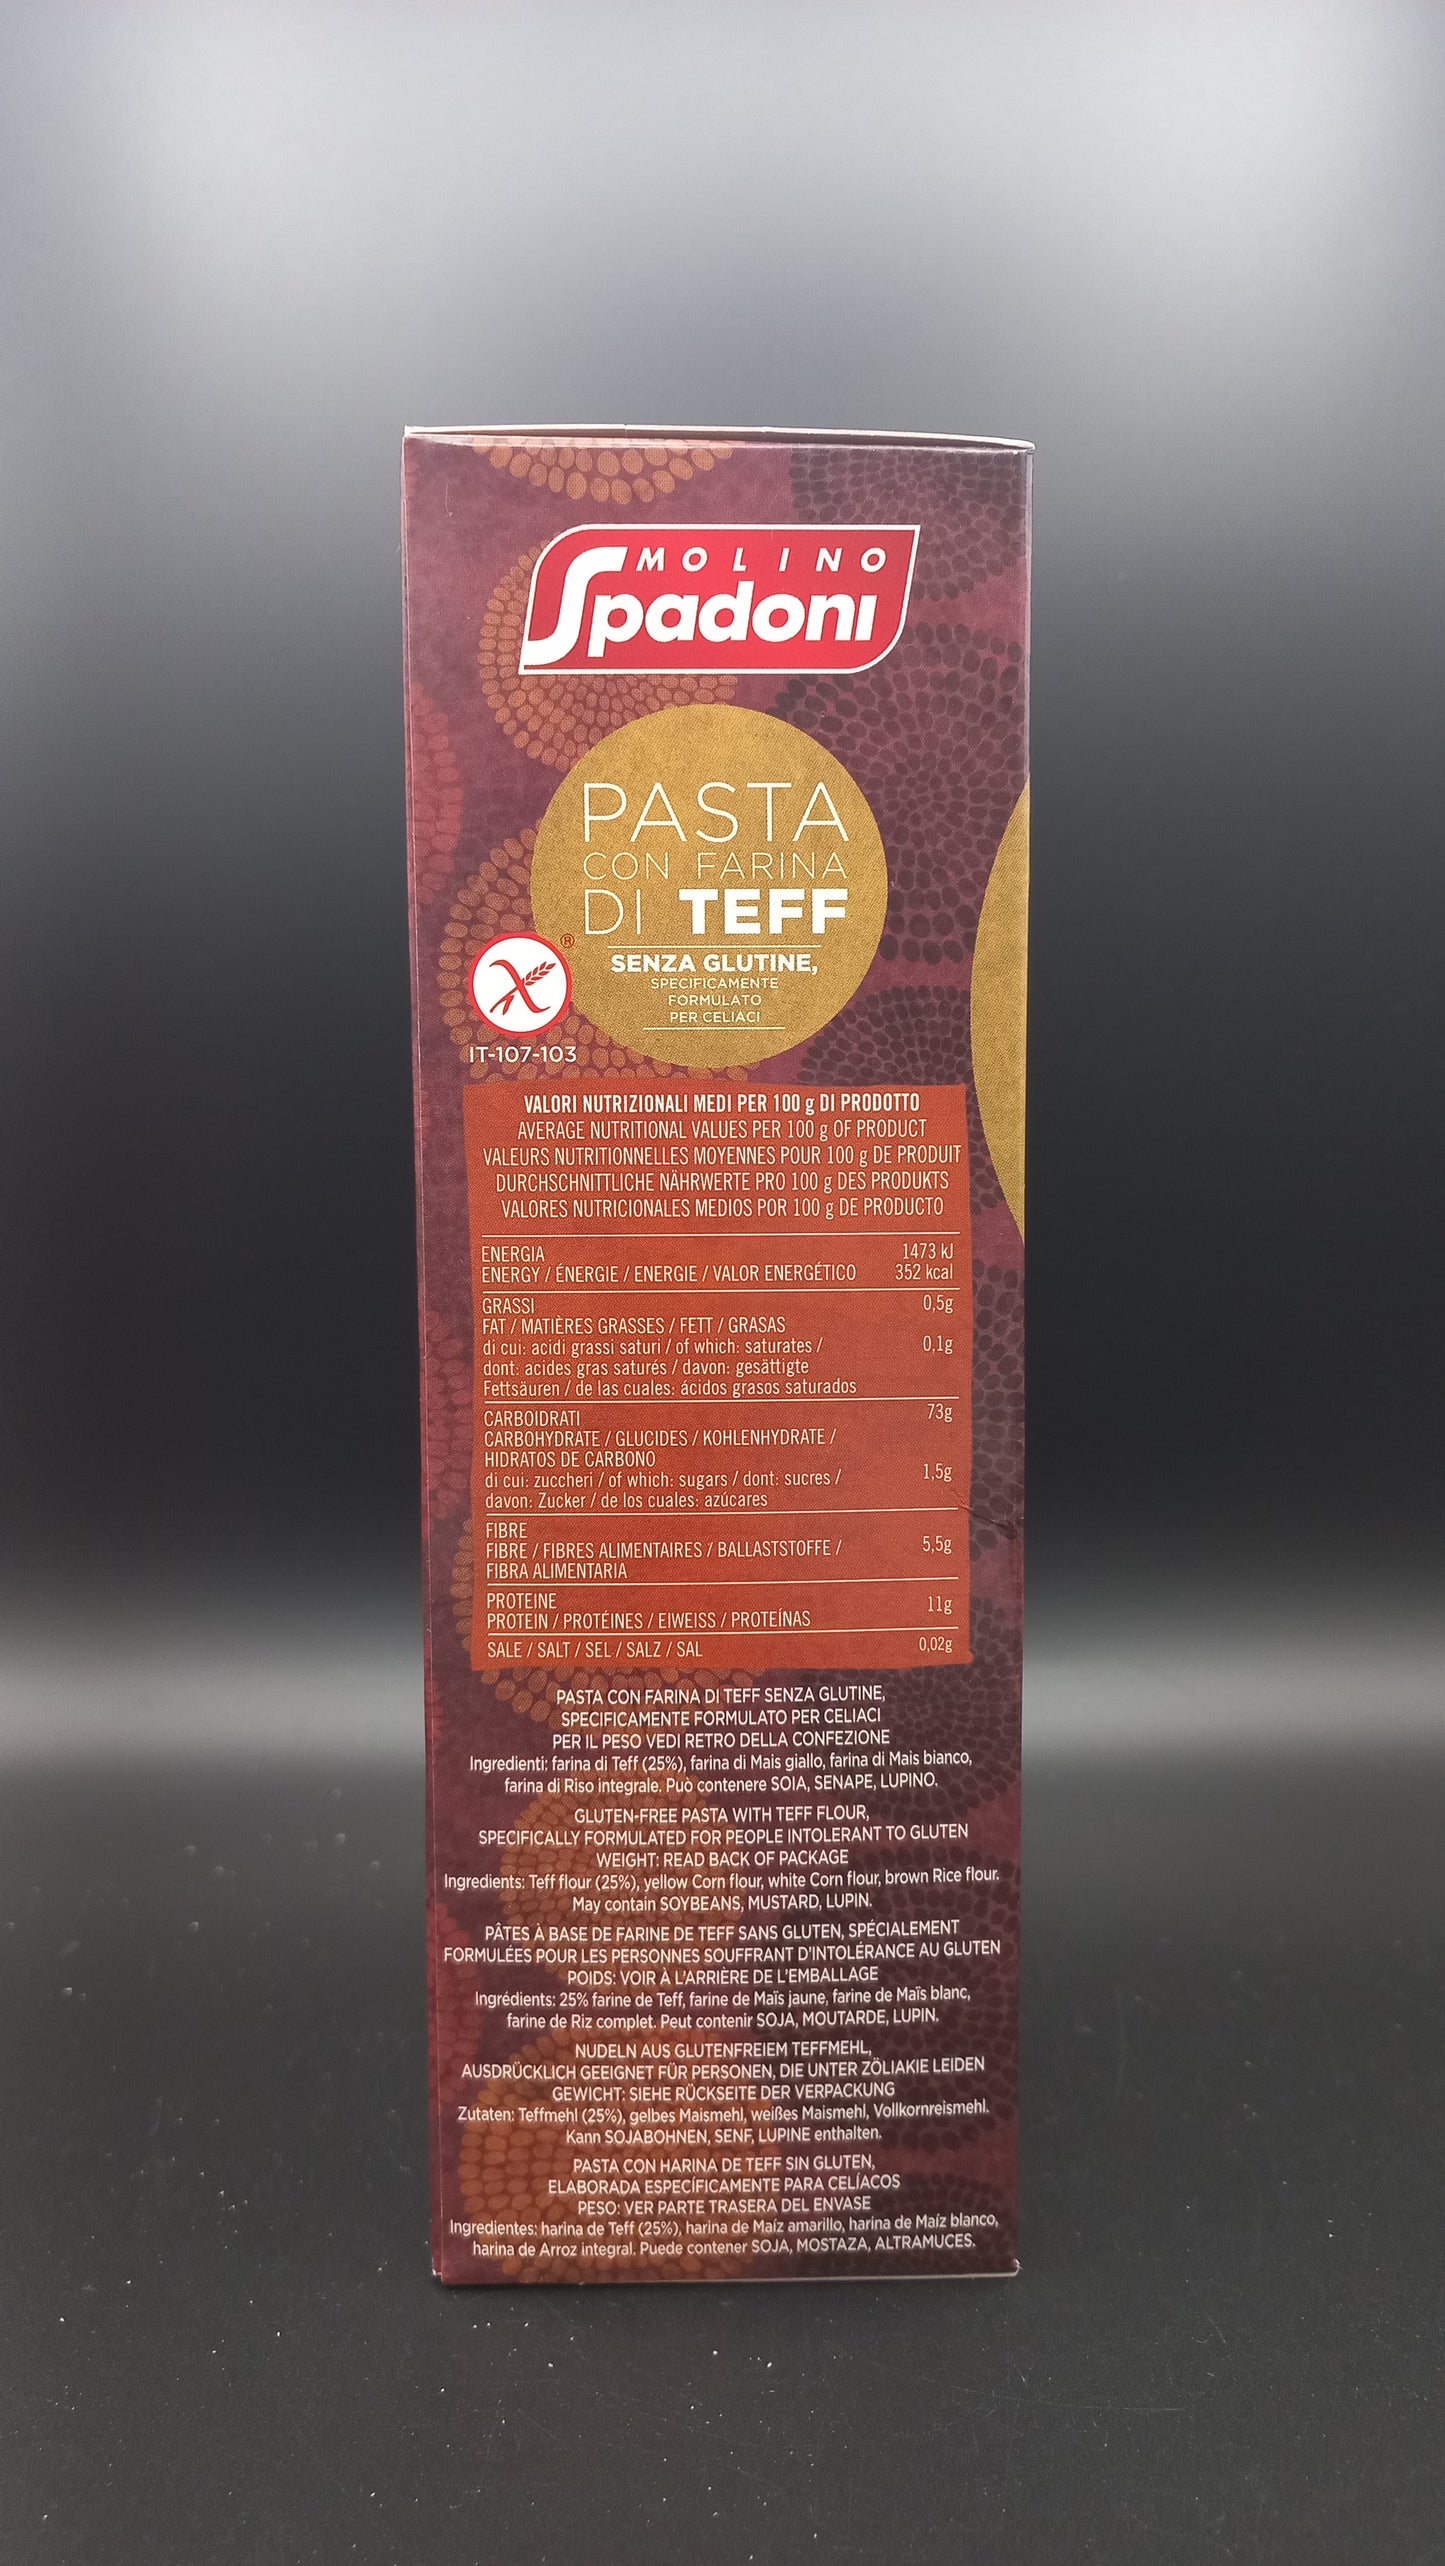 MOLINO
Spadoni
PASTA
CON FARINA
DI TEFF
SENZA GLUTINE,
SPECIFICAMENTE
FORMULATO
PER CELIACI
®
IT-107-103
VALORI NUTRIZIONALI MEDI PER 100 g DI PRODOTTO
AVERAGE NUTRITIONAL VALUES PER 100 g OF PRODUCT
VALEURS NUTRITIONNELLES MOYENNES POUR 100 g DE PRODUIT
DURCHSCHNITTLICHE NÄHRWERTE PRO 100 g DES PRODUKTS
VALORES NUTRICIONALES MEDIOS POR 100 g DE PRODUCTO
ENERGIA 1473 kJ
ENERGY / ÉNERGIE / ENERGIE / VALOR ENERGÉTICO 352 kcal
GRASSI 0,5g
FAT / MATIÈRES GRASSES / FETT / GRASAS
di cui: acidi grassi saturi / of which: saturates / 0,1g
dont: acides gras saturés / davon: gesättigte
Fettsäuren / de las cuales: ácidos grasos saturados
CARBOIDRATI 73g
CARBOHYDRATE / GLUCIDES / KOHLENHYDRATE /
HIDRATOS DE CARBONO
di cui: zuccheri / of which: sugars / dont: sucres / 1,5g
davon: Zucker / de los cuales: azúcares
FIBRE
FIBRE / FIBRES ALIMENTAIRES / BALLASTSTOFFE / 5,5g
FIBRA ALIMENTARIA
PROTEINE 11g
PROTEIN / PROTÉINES / EIWEISS / PROTEÍNAS
SALE / SALT / SEL / SALZ / SAL 0,02g
PASTA CON FARINA DI TEFF SENZA GLUTINE,
SPECIFICAMENTE FORMULATO PER CELIACI
PER IL PESO VEDI RETRO DELLA CONFEZIONE
Ingredienti: farina di Teff (25%), farina di Mais giallo, farina di Mais bianco,
farina di Riso integrale. Può contenere SOIA, SENAPE, LUPINO.
GLUTEN-FREE PASTA WITH TEFF FLOUR,
SPECIFICALLY FORMULATED FOR PEOPLE INTOLERANT TO GLUTEN
WEIGHT: READ BACK OF PACKAGE
Ingredients: Teff flour (25%), yellow Corn flour, white Corn flour, brown Rice flour.
May contain SOYBEANS, MUSTARD, LUPIN.
PÂTES À BASE DE FARINE DE TEFF SANS GLUTEN, SPÉCIALEMENT
FORMULÉES POUR LES PERSONNES SOUFFRANT D'INTOLÉRANCE AU GLUTEN
POIDS: VOIR À L'ARRIÈRE DE L'EMBALLAGE
Ingrédients: 25% farine de Teff, farine de Maïs jaune, farine de Maïs blanc,
farine de Riz complet. Peut contenir SOJA, MOUTARDE, LUPIN.
NUDELN AUS GLUTENFREIEM TEFFMEHL,
AUSDRÜCKLICH GEEIGNET FÜR PERSONEN, DIE UNTER ZÖLIAKIE LEIDEN
GEWICHT: SIEHE RÜCKSEITE DER VERPACKUNG
Zutaten: Teffmehl (25%), gelbes Maismehl, weißes Maismehl, Vollkornreismehl.
Kann SOJABOHNEN, SENF, LUPINE enthalten.
PASTA CON HARINA DE TEFF SIN GLUTEN,
ELABORADA ESPECÍFICAMENTE PARA CELÍACOS
PESO: VER PARTE TRASERA DEL ENVASE
Ingredientes: harina de Teff (25%), harina de Maíz amarillo, harina de Maíz blanco,
harina de Arroz integral. Puede contener SOJA, MOSTAZA, ALTRAMUCES.